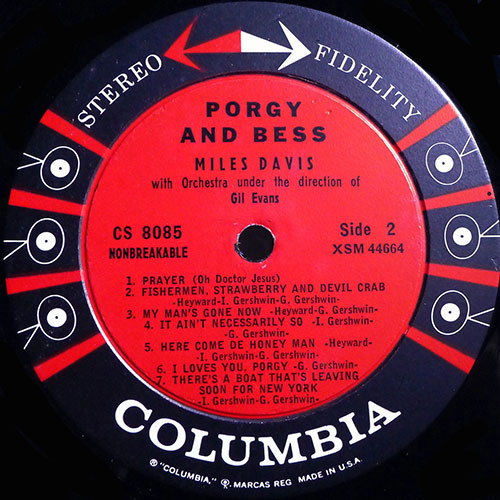 STEREO FIDELITY
PORGY
AND BESS
MILES DAVIS
with Orchestra under the direction of
Gil Evans
CS 8085
NONBREAKABLE
Side 2
XSM 44664
1. PRAYER (Oh Doctor Jesus)
2. FISHERMEN, STRAWBERRY AND DEVIL CRAB
-Heyward-I. Gershwin-G. Gershwin-
3. MY MAN'S GONE NOW -Heyward-G. Gershwin-
4. IT AIN'T NECESSARILY SO -I. Gershwin-
-G. Gershwin-
5. HERE COME DE HONEY MAN -Heyward-
-I. Gershwin-G. Gershwin-
6. I LOVES YOU, PORGY -G. Gershwin-
7. THERE'S A BOAT THAT'S LEAVING
SOON FOR NEW YORK
-I. Gershwin-G. Gershwin-
COLUMBIA
® "COLUMBIA," MARCAS REG MADE IN U.S.A.